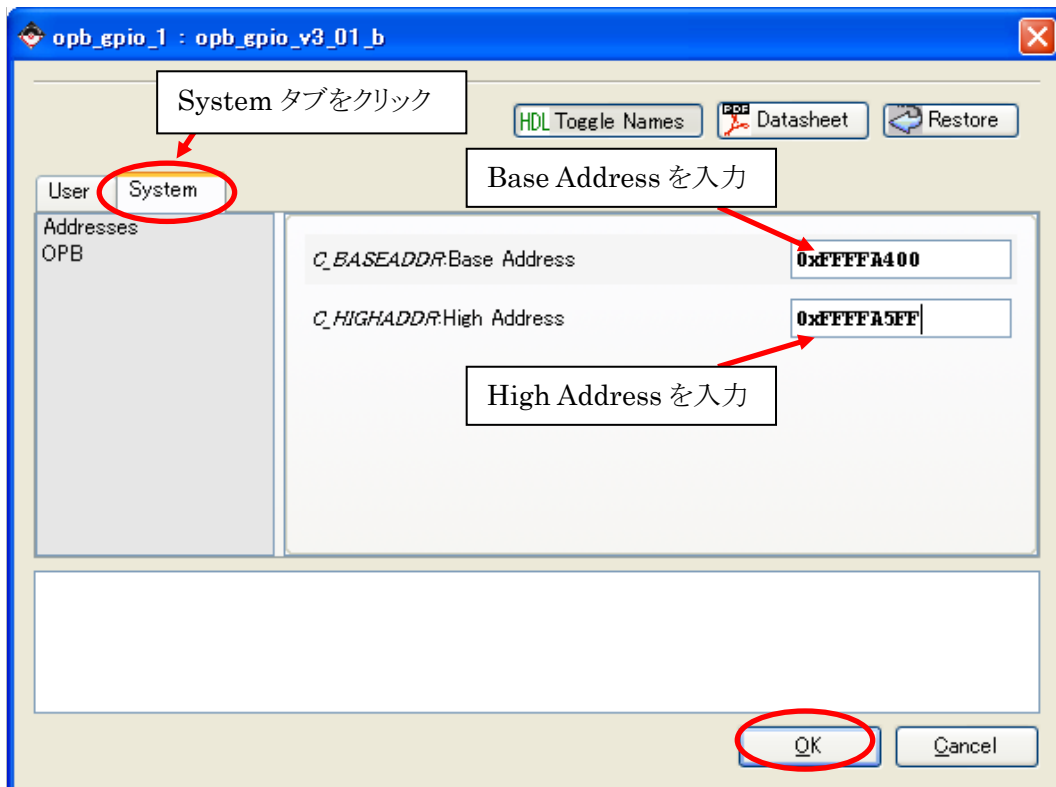 opb_gpio_1 : opb_gpio_v3_01_b
System タブをクリック
HDL Toggle Names
PDF Datasheet
Restore
Base Address を入力
User
System
Addresses
OPB
C_BASEADDR:Base Address
0xFFFFA400
C_HIGHADDR:High Address
0xFFFFA5FF
High Address を入力
OK
Cancel